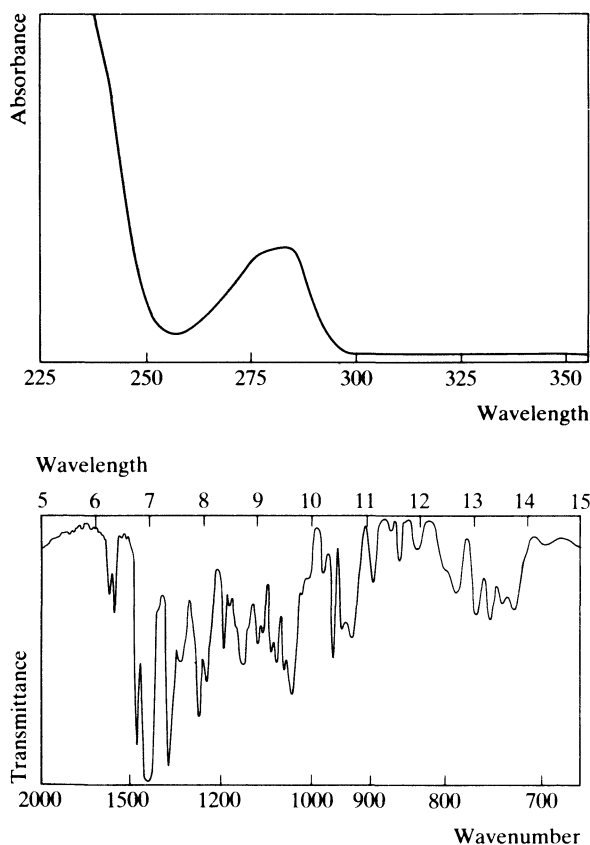 Absorbance
225 250 275 300 325 350
Wavelength
Wavelength
5 6 7 8 9 10 11 12 13 14 15
Transmittance
2000 1500 1200 1000 900 800 700
Wavenumber